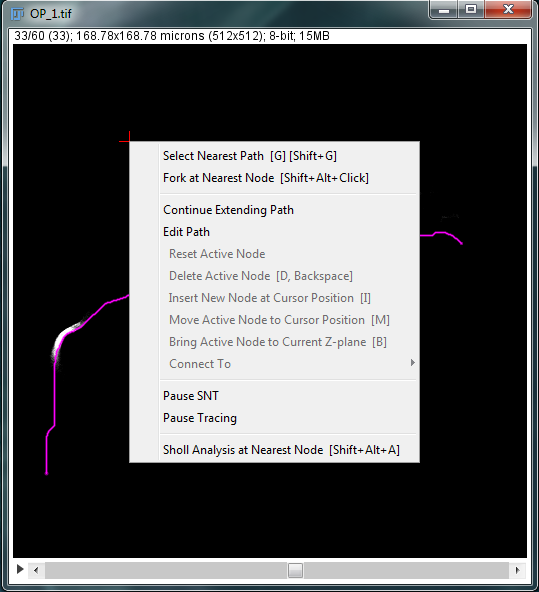 OP_1.tif
33/60 (33); 168.78x168.78 microns (512x512); 8-bit; 15MB
Select Nearest Path [G] [Shift+G]
Fork at Nearest Node [Shift+Alt+Click]
Continue Extending Path
Edit Path
Reset Active Node
Delete Active Node [D, Backspace]
Insert New Node at Cursor Position [I]
Move Active Node to Cursor Position [M]
Bring Active Node to Current Z-plane [B]
Connect To
Pause SNT
Pause Tracing
Sholl Analysis at Nearest Node [Shift+Alt+A]